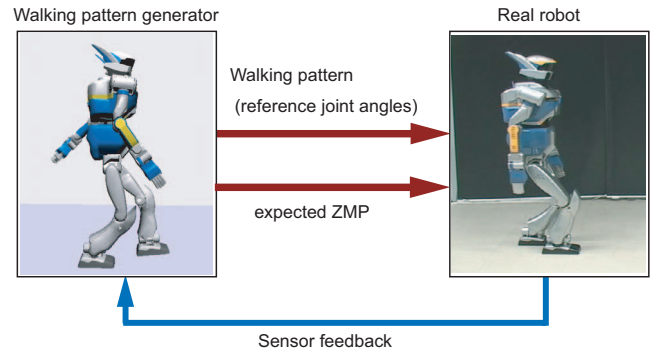 Walking pattern generator
Real robot
Walking pattern
(reference joint angles)
expected ZMP
Sensor feedback